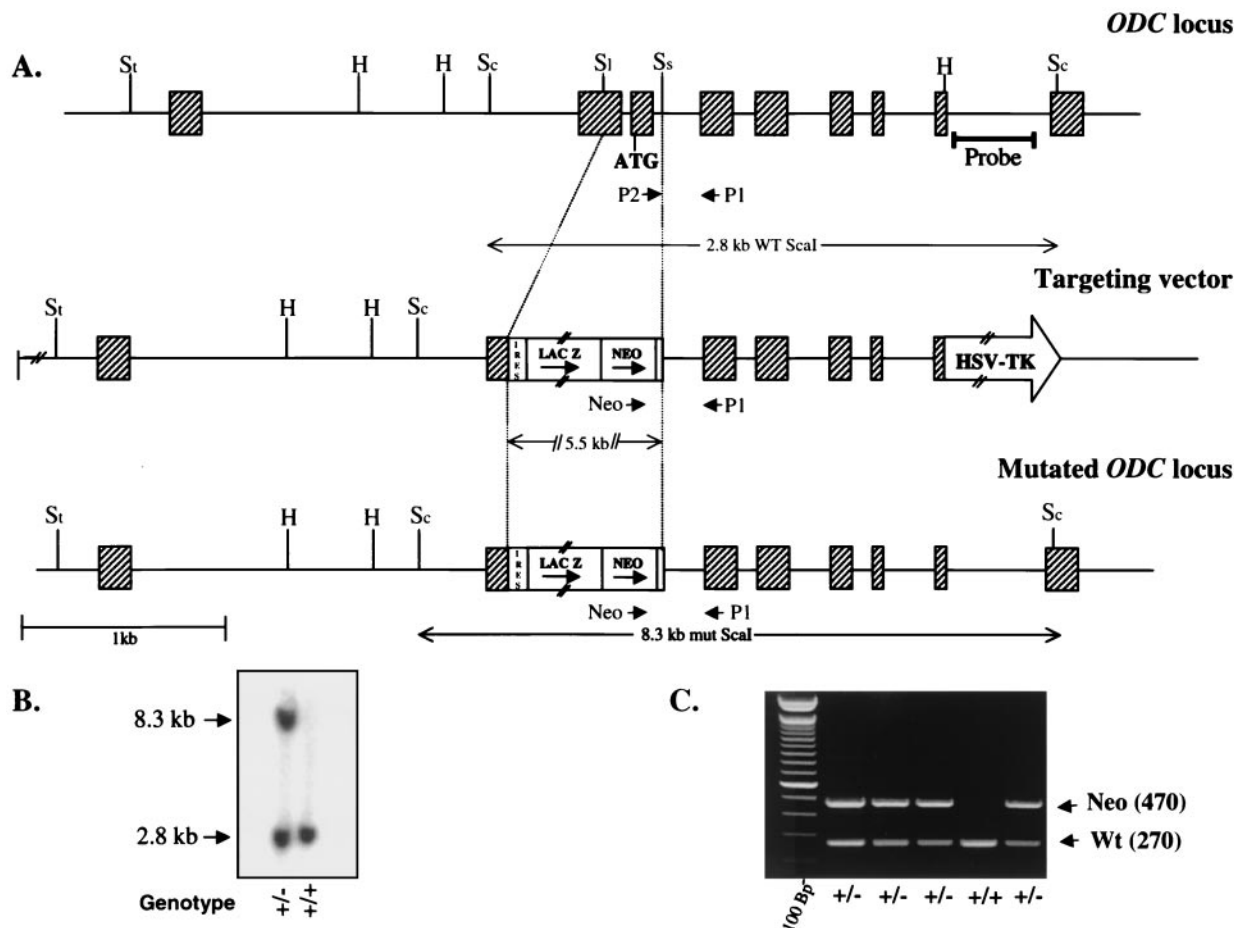 ODC locus
A.
St H H Sc Sl Ss H Sc
ATG
Probe
P2 P1
2.8 kb WT ScaI
Targeting vector
St H H Sc
IRES LAC Z NEO HSV-TK
Neo P1
5.5 kb
Mutated ODC locus
St H H Sc Sc
IRES LAC Z NEO
Neo P1
1kb
8.3 kb mut ScaI
B.
8.3 kb
2.8 kb
Genotype +/- +/+
C.
Neo (470)
Wt (270)
100 Bp +/- +/- +/- +/+ +/-